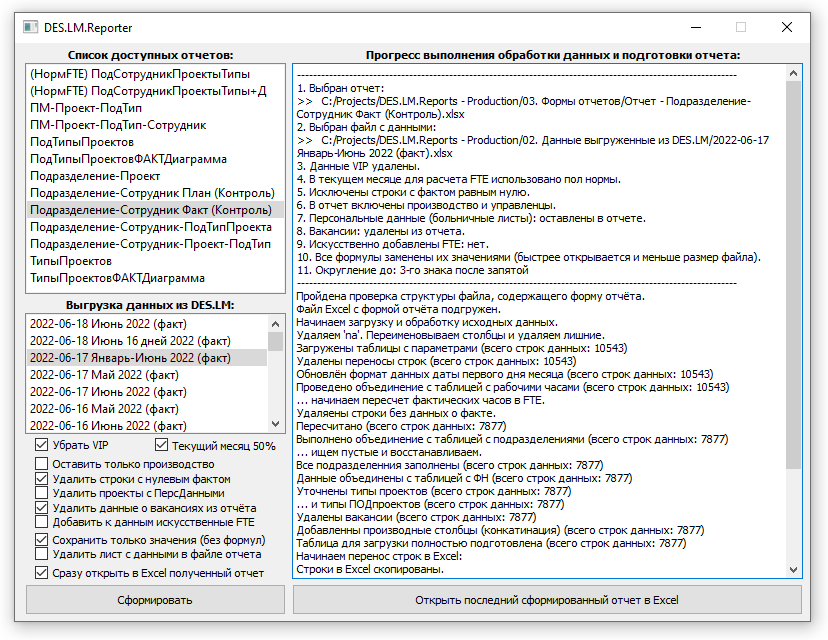 DES.LM.Reporter
Список доступных отчетов:
(НормFTE) ПодСотрудникПроектыТипы
(НормFTE) ПодСотрудникПроектыТипы+Д
ПМ-Проект-ПодТип
ПМ-Проект-ПодТип-Сотрудник
ПодТипыПроектов
ПодТипыПроектовФАКТДиаграмма
Подразделение-Проект
Подразделение-Сотрудник План (Контроль)
Подразделение-Сотрудник Факт (Контроль)
Подразделение-Сотрудник-ПодТипПроекта
Подразделение-Сотрудник-Проект-ПодТип
ТипыПроектов
ТипыПроектовФАКТДиаграмма
Выгрузка данных из DES.LM:
2022-06-18 Июнь 2022 (факт)
2022-06-18 Июнь 16 дней 2022 (факт)
2022-06-17 Январь-Июнь 2022 (факт)
2022-06-17 Май 2022 (факт)
2022-06-17 Июнь 2022 (факт)
2022-06-16 Май 2022 (факт)
2022-06-16 Июнь 2022 (факт)
Убрать VIP
Текущий месяц 50%
Оставить только производство
Удалить строки с нулевым фактом
Удалить проекты с ПерсДанными
Удалить данные о вакансиях из отчёта
Добавить к данным искусственные FTE
Сохранить только значения (без формул)
Удалить лист с данными в файле отчета
Сразу открыть в Excel полученный отчет
Сформировать
Прогресс выполнения обработки данных и подготовки отчета:
--------------------------------------------------------------------------------
1. Выбран отчет:
>> C:/Projects/DES.LM.Reports - Production/03. Формы отчетов/Отчет - Подразделение-
Сотрудник Факт (Контроль).xlsx
2. Выбран файл с данными:
>> C:/Projects/DES.LM.Reports - Production/02. Данные выгруженные из DES.LM/2022-06-17
Январь-Июнь 2022 (факт).xlsx
3. Данные VIP удалены.
4. В текущем месяце для расчета FTE использовано пол нормы.
5. Исключены строки с фактом равным нулю.
6. В отчет включены производство и управленцы.
7. Персональные данные (больничные листы): оставлены в отчете.
8. Вакансии: удалены из отчета.
9. Искусственно добавлены FTE: нет.
10. Все формулы заменены их значениями (быстрее открывается и меньше размер файла).
11. Округление до: 3-го знака после запятой
--------------------------------------------------------------------------------
Пройдена проверка структуры файла, содержащего форму отчёта.
Файл Excel с формой отчёта подгружен.
Начинаем загрузку и обработку исходных данных.
Удаляем 'na'. Переименовываем столбцы и удаляем лишние.
Загружены таблицы с параметрами (всего строк данных: 10543)
Удалены переносы строк (всего строк данных: 10543)
Обновлён формат данных даты первого дня месяца (всего строк данных: 10543)
Проведено объединение с таблицей с рабочими часами (всего строк данных: 10543)
... начинаем пересчет фактических часов в FTE.
Удаляены строки без данных о факте.
Пересчитано (всего строк данных: 7877)
Выполнено объединение с таблицей с подразделениями (всего строк данных: 7877)
... ищем пустые и восстанавливаем.
Все подразделенния заполнены (всего строк данных: 7877)
Данные объединены с таблицей с ФН (всего строк данных: 7877)
Уточнены типы проектов (всего строк данных: 7877)
... и типы ПОДпроектов (всего строк данных: 7877)
Удалены вакансии (всего строк данных: 7877)
Добавленны производные столбцы (конкатинация) (всего строк данных: 7877)
Таблица для загрузки полностью подготовлена (всего строк данных: 7877)
Начинаем перенос строк в Excel:
Строки в Excel скопированы.
Открыть последний сформированный отчет в Excel